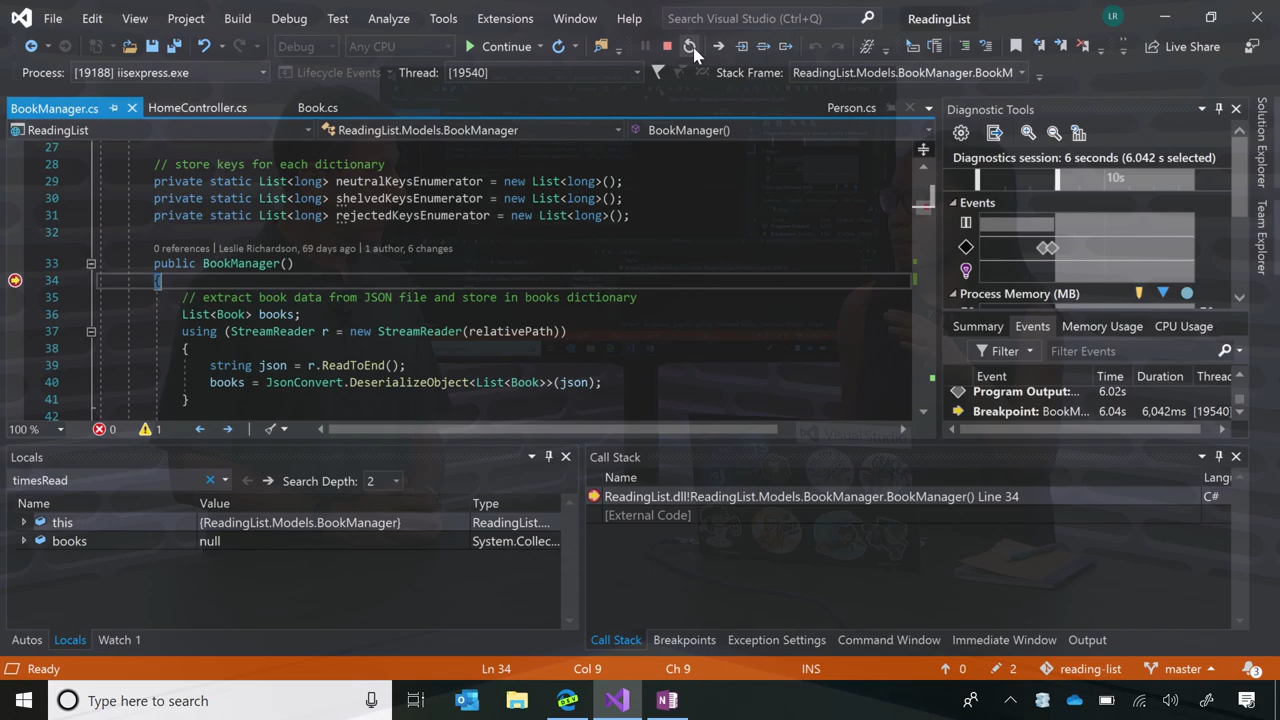 File Edit View Project Build Debug Test Analyze Tools Extensions Window Help Search Visual Studio (Ctrl+Q) ReadingList LR
Debug Any CPU Continue Live Share
Process: [19188] iisexpress.exe Lifecycle Events Thread: [19540] Stack Frame: ReadingList.Models.BookManager.BookM
BookManager.cs HomeController.cs Book.cs Person.cs
ReadingList ReadingList.Models.BookManager BookManager()
27
28 // store keys for each dictionary
29 private static List<long> neutralKeysEnumerator = new List<long>();
30 private static List<long> shelvedKeysEnumerator = new List<long>();
31 private static List<long> rejectedKeysEnumerator = new List<long>();
32
0 references | Leslie Richardson, 69 days ago | 1 author, 6 changes
33 public BookManager()
34 {
35 // extract book data from JSON file and store in books dictionary
36 List<Book> books;
37 using (StreamReader r = new StreamReader(relativePath))
38 {
39 string json = r.ReadToEnd();
40 books = JsonConvert.DeserializeObject<List<Book>>(json);
41 }
42
100 % 0 1
Diagnostic Tools
Diagnostics session: 6 seconds (6.042 s selected)
10s
Events
Process Memory (MB)
Summary Events Memory Usage CPU Usage
Filter Filter Events
Event Time Duration Thread
Program Output:... 6.02s
Breakpoint: BookM... 6.04s 6,042ms [19540]
Solution Explorer
Team Explorer
Visual Studio
Locals
timesRead Search Depth: 2
Name Value Type
this {ReadingList.Models.BookManager} ReadingList....
books null System.Collec...
Autos Locals Watch 1
Call Stack
Name Lang
ReadingList.dll!ReadingList.Models.BookManager.BookManager() Line 34 C#
[External Code]
Call Stack Breakpoints Exception Settings Command Window Immediate Window Output
Ready Ln 34 Col 9 Ch 9 INS 0 2 reading-list master 3
Type here to search